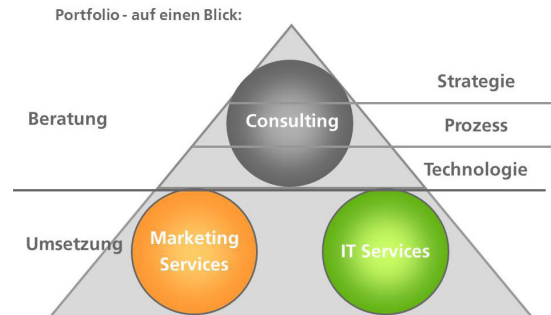 Portfolio - auf einen Blick:
Strategie
Beratung
Consulting
Prozess
Technologie
Umsetzung
Marketing
Services
IT Services